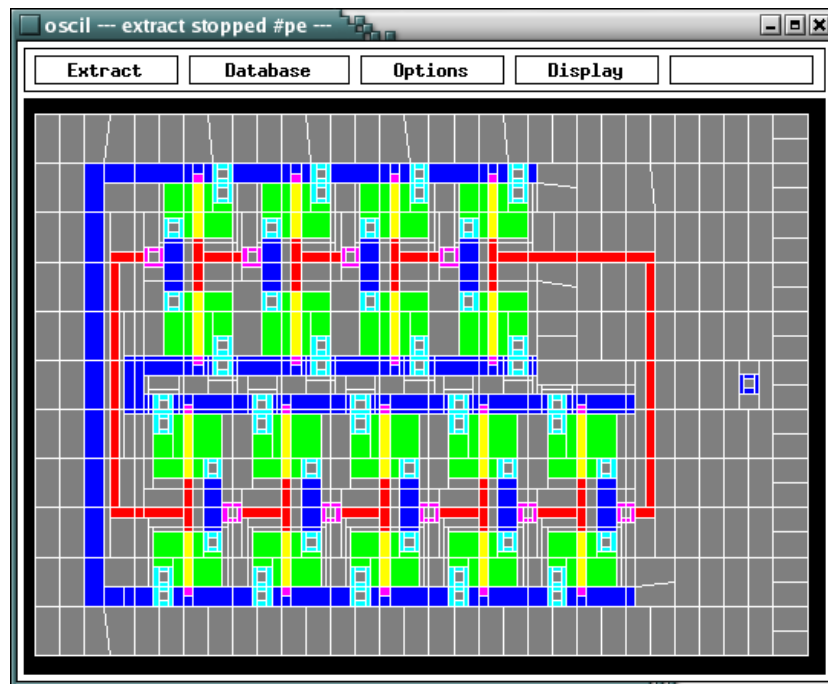 oscil --- extract stopped #pe ---
Extract Database Options Display